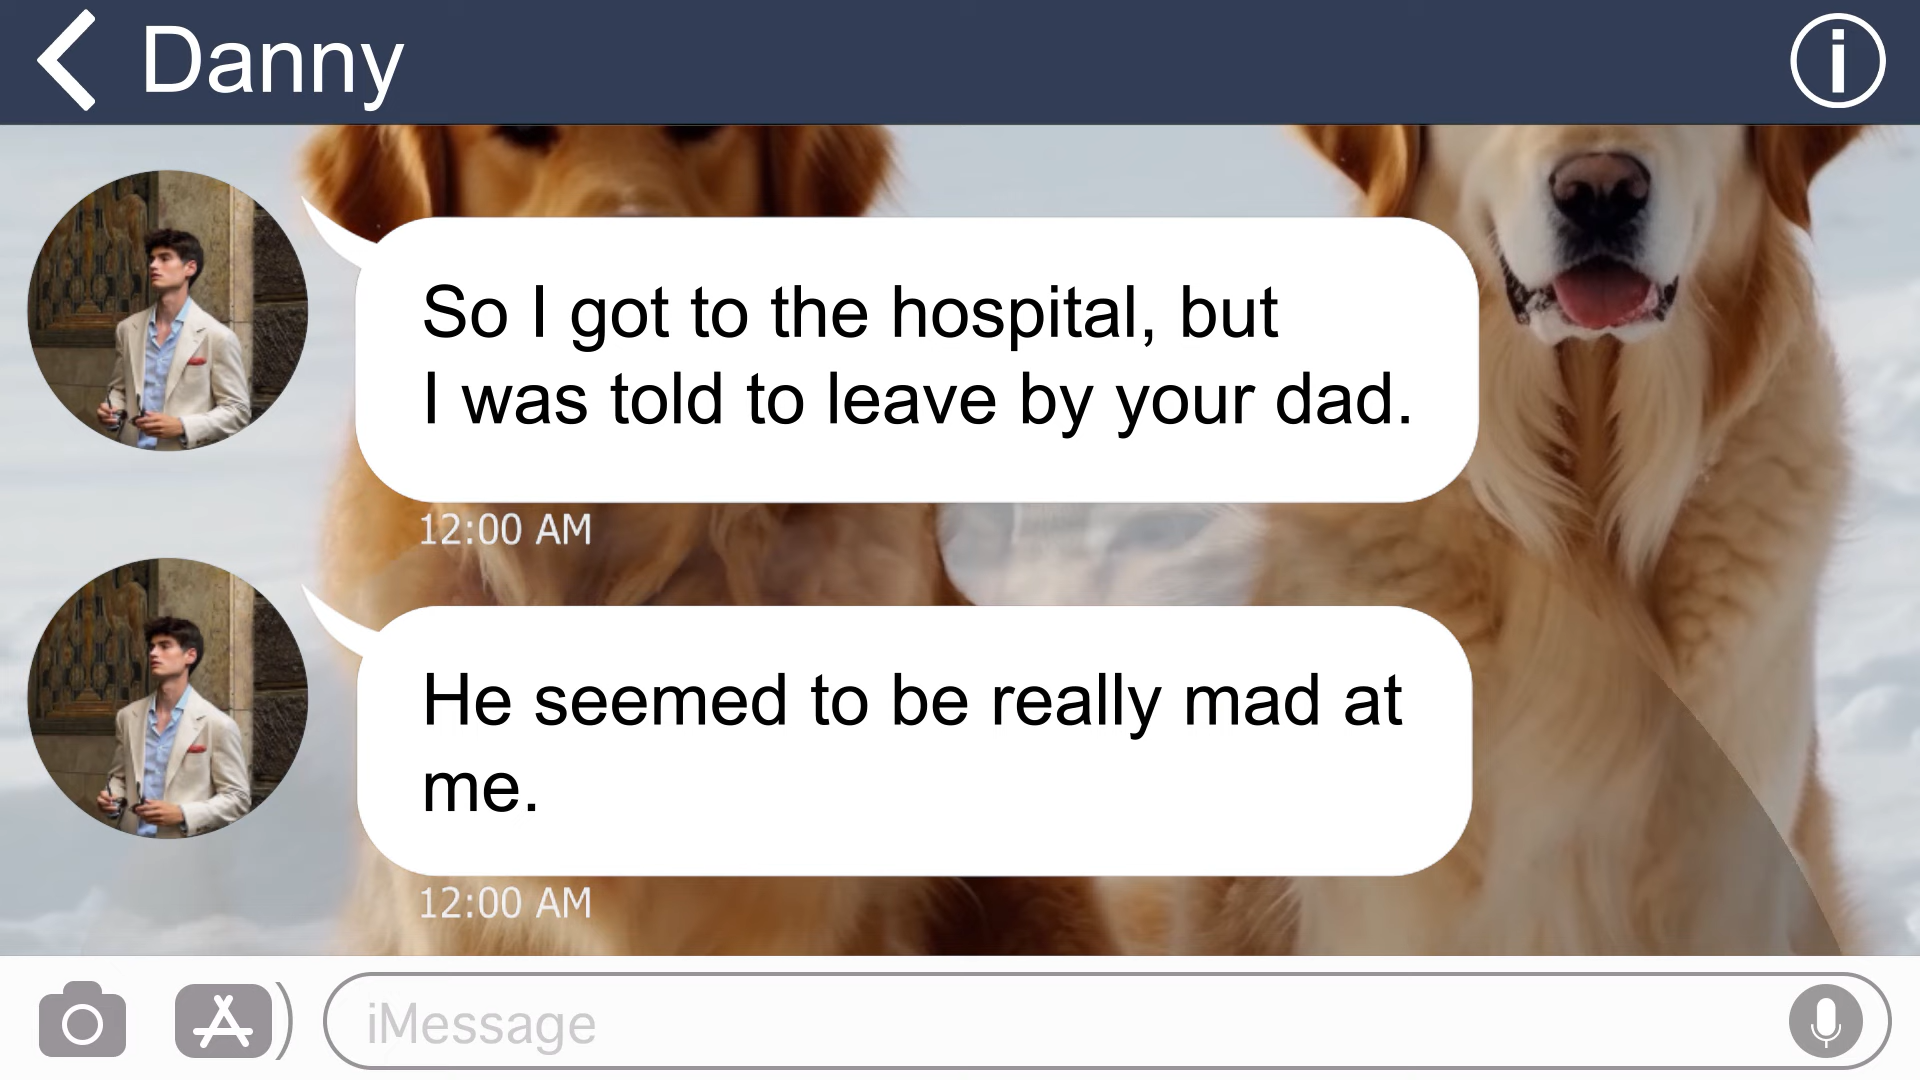 Danny
So I got to the hospital, but
I was told to leave by your dad.
12:00 AM
He seemed to be really mad at
me.
12:00 AM
iMessage